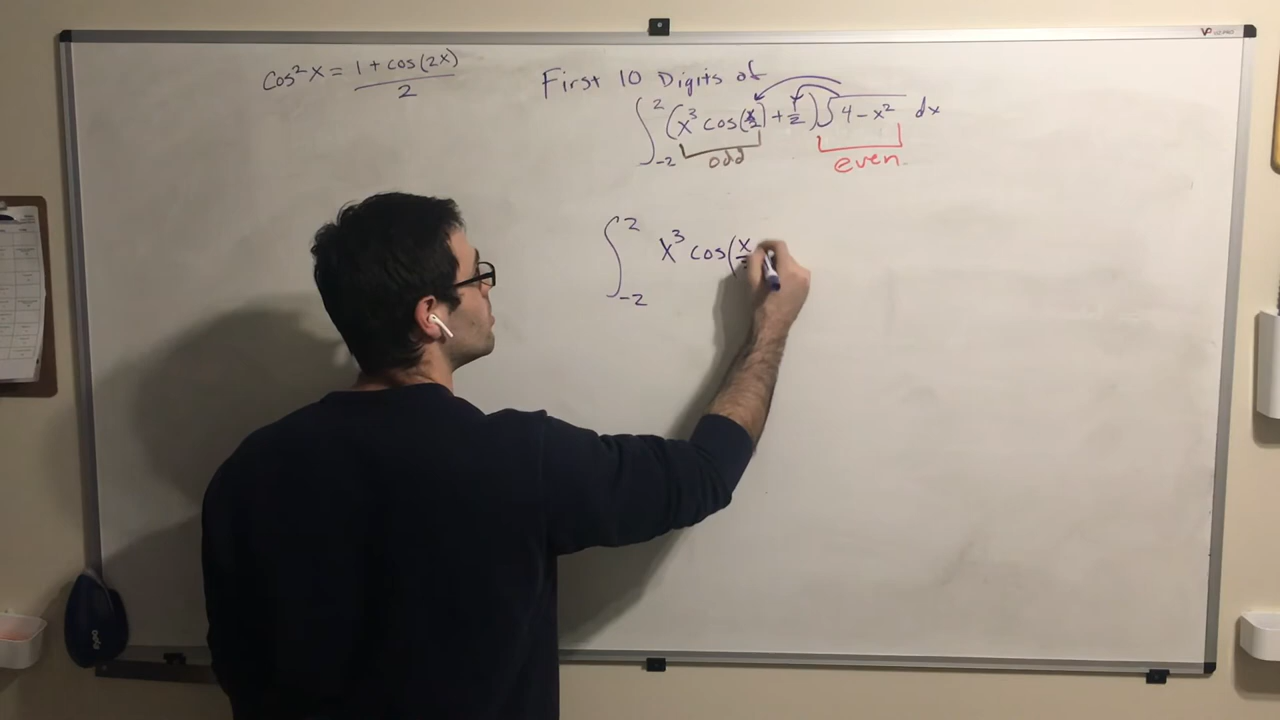 cos²x = (1 + cos(2x))/2
First 10 Digits of
∫₋₂² (x³ cos(x/2) + 1/2) √(4 − x²) dx
odd
even
∫₋₂² x³ cos(x